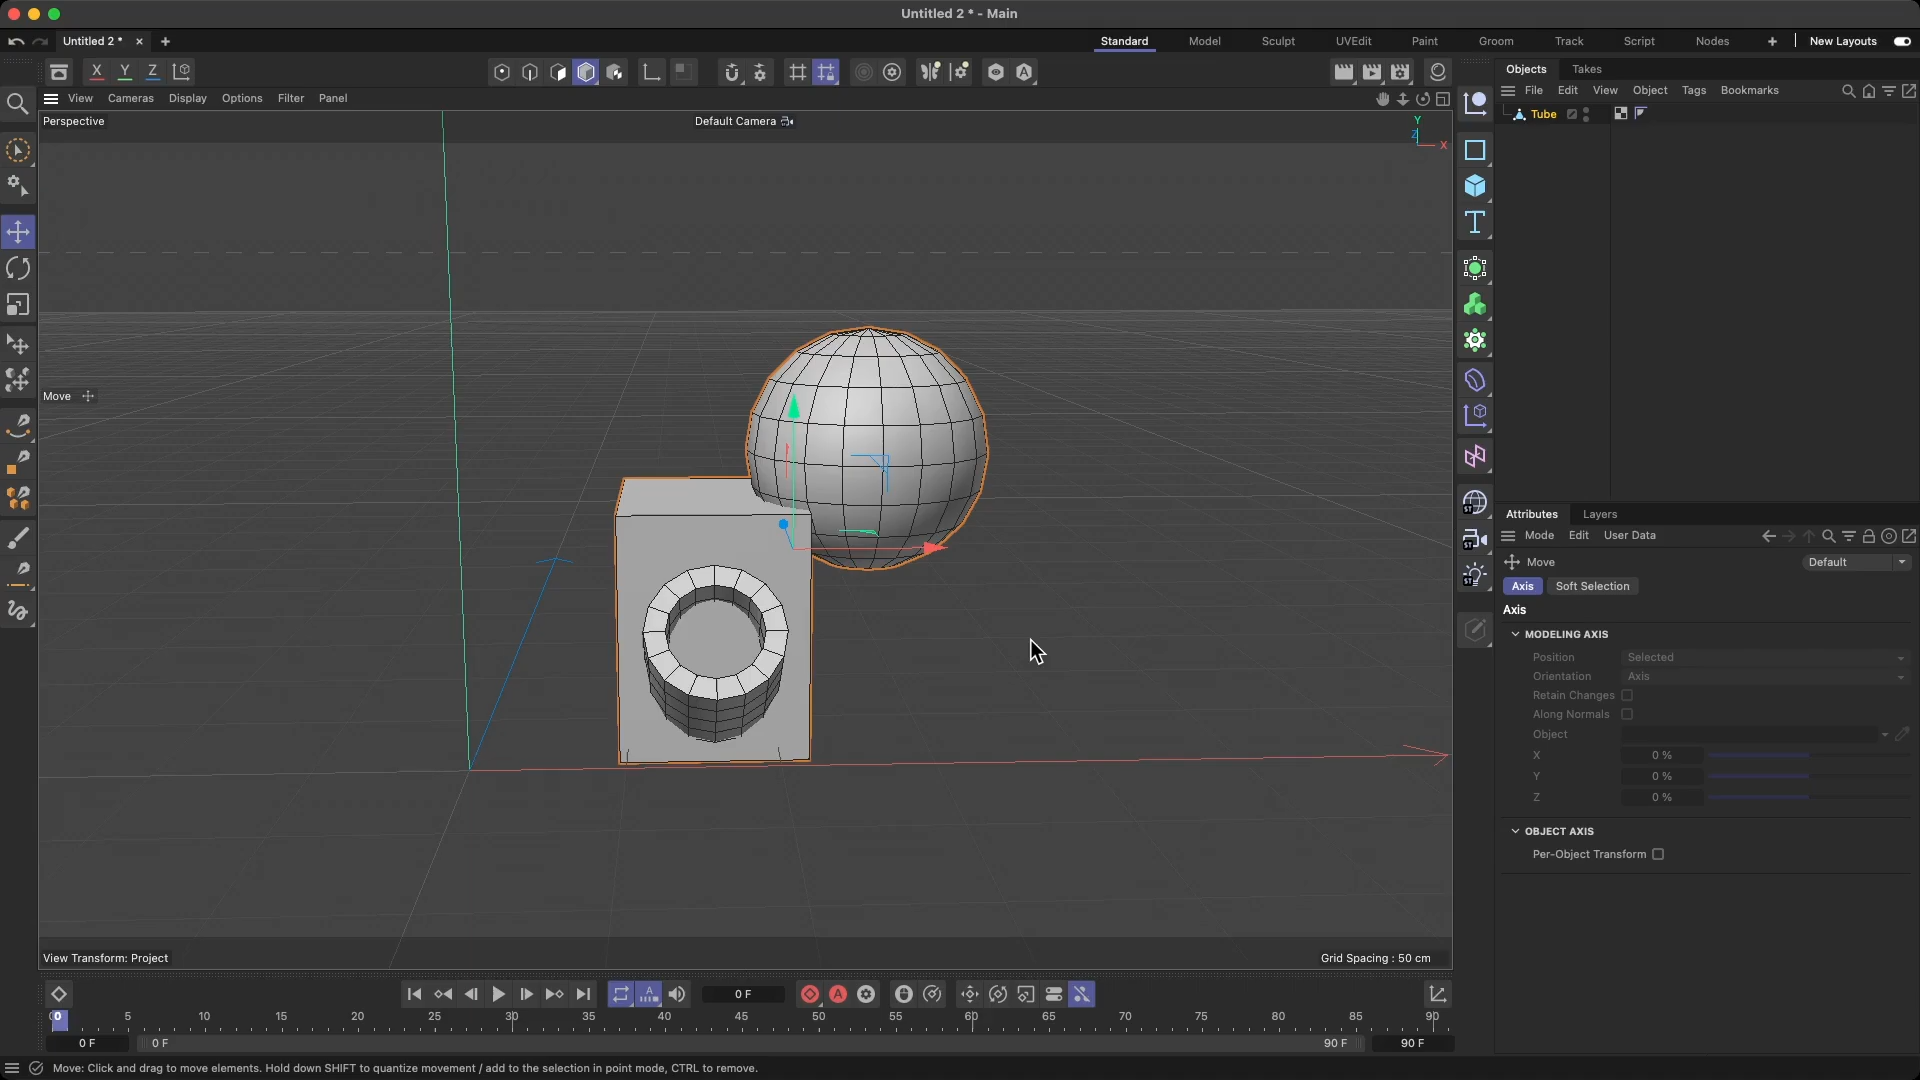 Untitled 2 * - Main
Untitled 2 * × +
Standard Model Sculpt UVEdit Paint Groom Track Script Nodes + New Layouts
X Y Z
View Cameras Display Options Filter Panel
Perspective
Default Camera
Y
Z
X
Move
View Transform: Project
Grid Spacing : 50 cm
Objects Takes
File Edit View Object Tags Bookmarks
Tube
Attributes Layers
Mode Edit User Data
Move Default
Axis Soft Selection
Axis
MODELING AXIS
Position Selected
Orientation Axis
Retain Changes
Along Normals
Object
X 0 %
Y 0 %
Z 0 %
OBJECT AXIS
Per-Object Transform
0 F
0 5 10 15 20 25 30 35 40 45 50 55 60 65 70 75 80 85 90
0 F 0 F 90 F 90 F
Move: Click and drag to move elements. Hold down SHIFT to quantize movement / add to the selection in point mode, CTRL to remove.